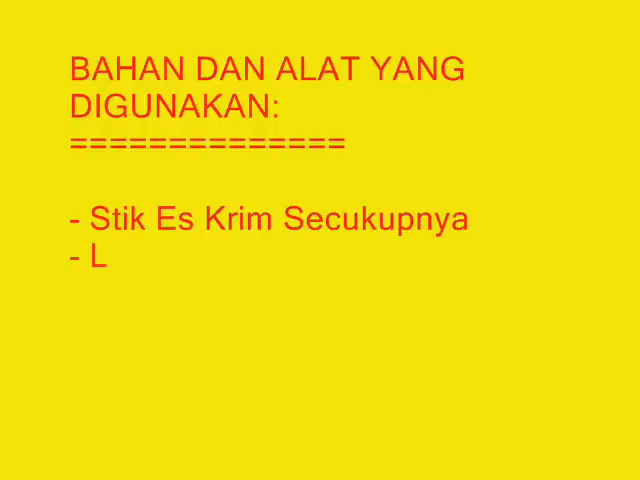 BAHAN DAN ALAT YANG
DIGUNAKAN:
==============
- Stik Es Krim Secukupnya
- L